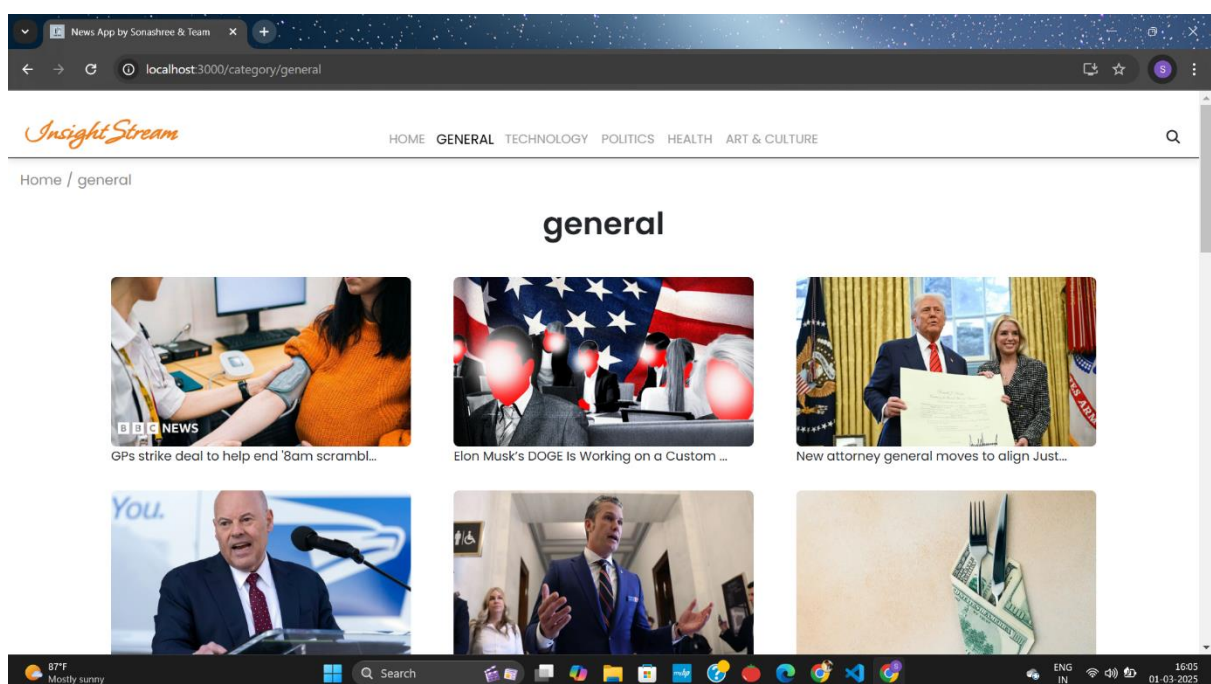 News App by Sonashree & Team
localhost:3000/category/general
S
InsightStream
HOME GENERAL TECHNOLOGY POLITICS HEALTH ART & CULTURE
Home / general
general
BBC NEWS
GPs strike deal to help end '8am scrambl...
Elon Musk's DOGE Is Working on a Custom ...
New attorney general moves to align Just...
You.
87°F
Mostly sunny
Search
ENG
IN
16:05
01-03-2025